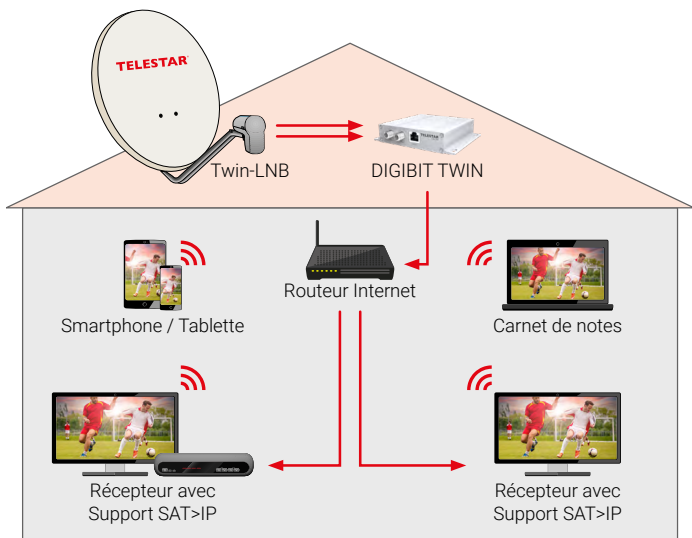 TELESTAR
TELESTAR
Twin-LNB
DIGIBIT TWIN
Routeur Internet
Smartphone / Tablette
Carnet de notes
Récepteur avec
Support SAT>IP
Récepteur avec
Support SAT>IP